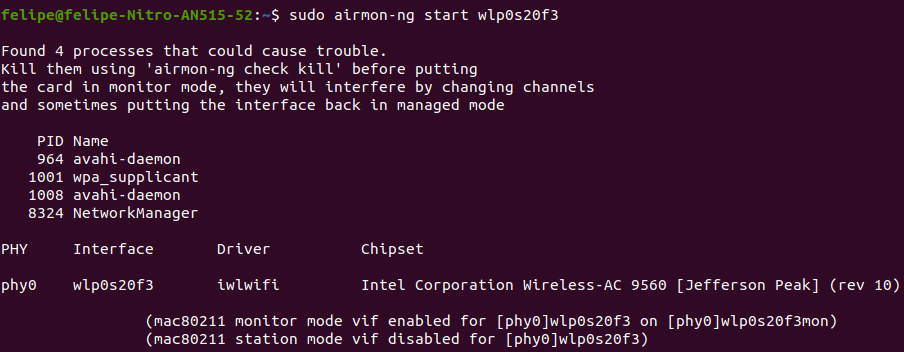 felipe@felipe-Nitro-AN515-52:~$ sudo airmon-ng start wlp0s20f3
Found 4 processes that could cause trouble.
Kill them using 'airmon-ng check kill' before putting
the card in monitor mode, they will interfere by changing channels
and sometimes putting the interface back in managed mode
PID Name
964 avahi-daemon
1001 wpa_supplicant
1008 avahi-daemon
8324 NetworkManager
PHY Interface Driver Chipset
phy0 wlp0s20f3 iwlwifi Intel Corporation Wireless-AC 9560 [Jefferson Peak] (rev 10)
(mac80211 monitor mode vif enabled for [phy0]wlp0s20f3 on [phy0]wlp0s20f3mon)
(mac80211 station mode vif disabled for [phy0]wlp0s20f3)